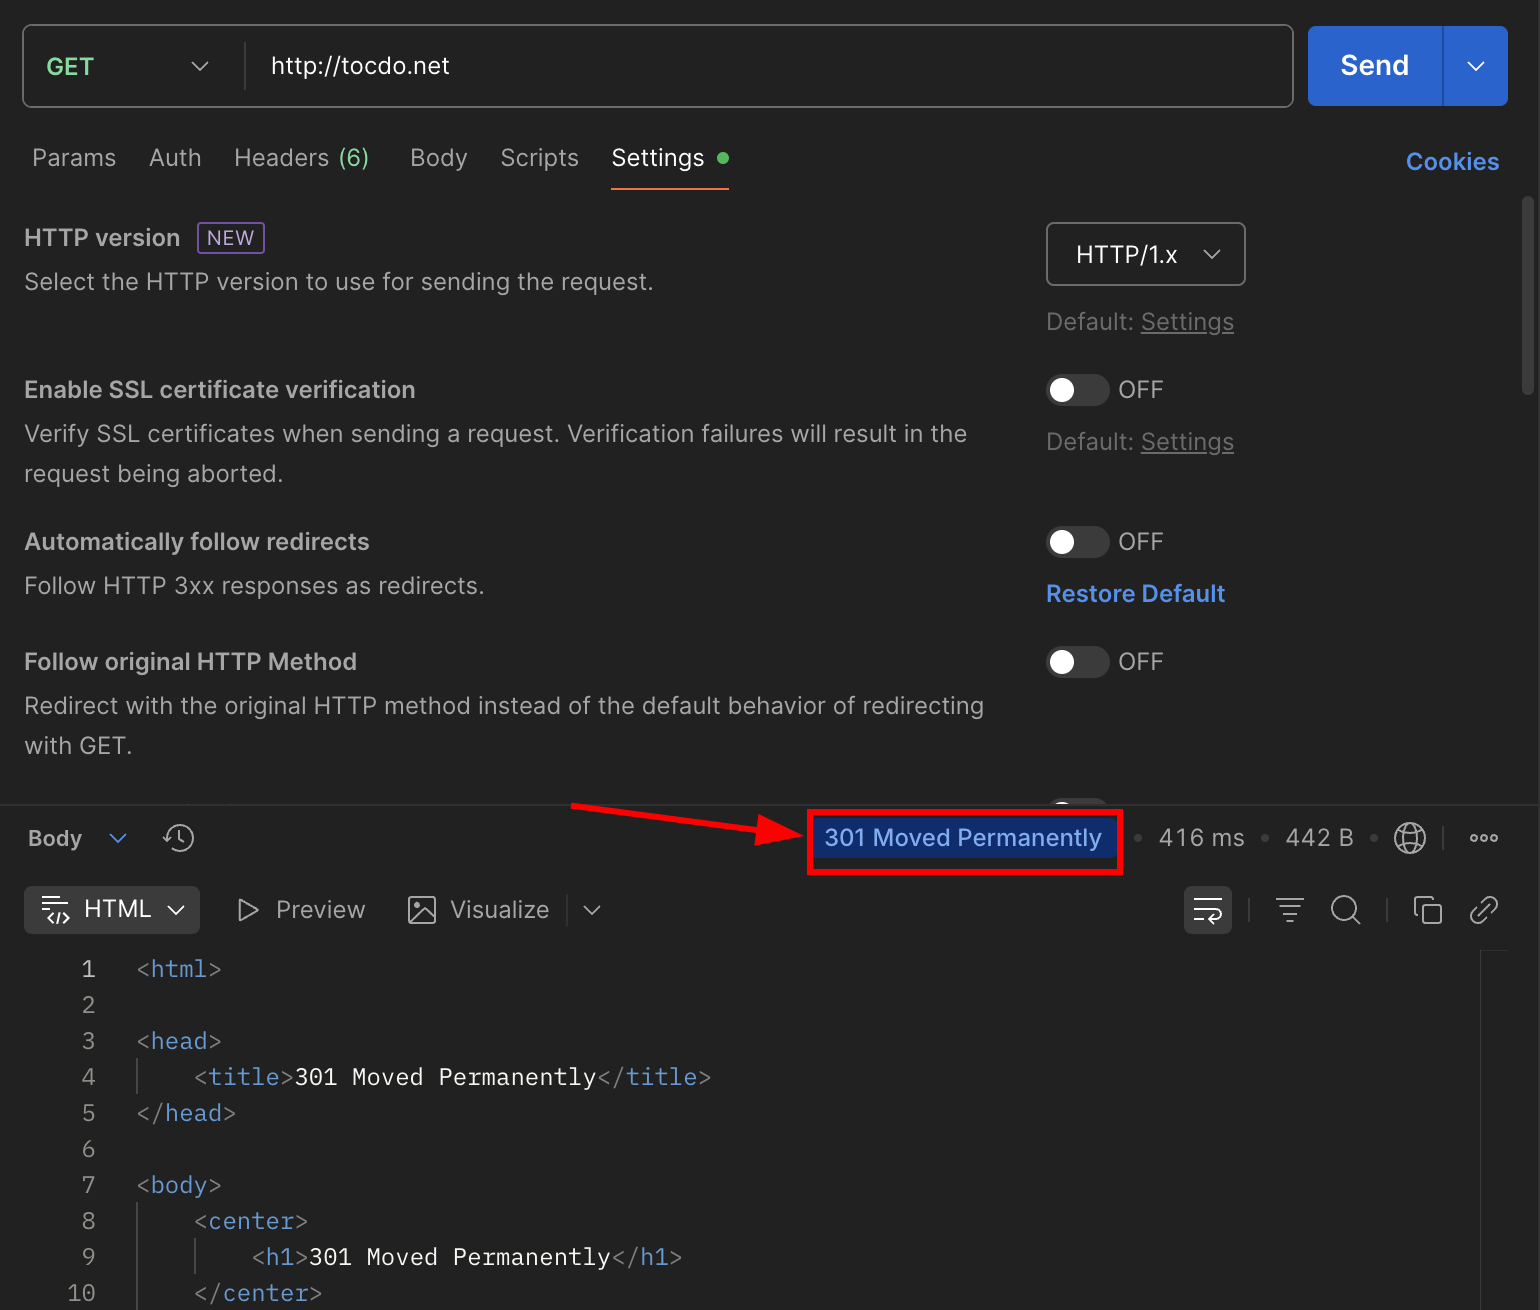 GET http://tocdo.net Send
Params Auth Headers (6) Body Scripts Settings Cookies
HTTP version NEW
Select the HTTP version to use for sending the request.
HTTP/1.x
Default: Settings
Enable SSL certificate verification
Verify SSL certificates when sending a request. Verification failures will result in the
request being aborted.
OFF
Default: Settings
Automatically follow redirects
Follow HTTP 3xx responses as redirects.
OFF
Restore Default
Follow original HTTP Method
Redirect with the original HTTP method instead of the default behavior of redirecting
with GET.
OFF
Body 301 Moved Permanently • 416 ms • 442 B •
HTML Preview Visualize
1 <html>
2
3 <head>
4 <title>301 Moved Permanently</title>
5 </head>
6
7 <body>
8 <center>
9 <h1>301 Moved Permanently</h1>
10 </center>